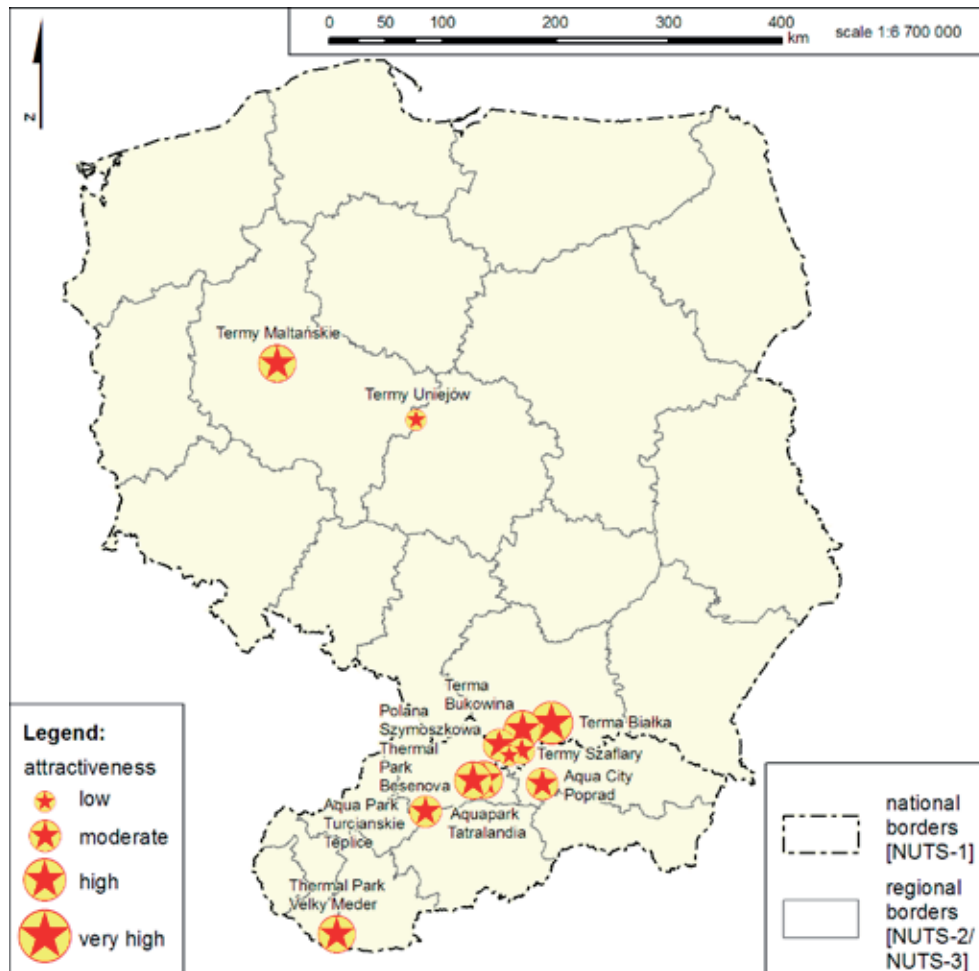 0 50 100 200 300 400
km
scale 1:6 700 000
z
Termy Maltańskie
Termy Uniejów
Terma
Bukowina
Terma Białka
Polana
Szymoszkowa
Termy Szaflary
Thermal
Park
Besenova
Aqua City
Poprad
Aqua Park
Turcianskie
Teplice
Aquapark
Tatralandia
Thermal Park
Velky Meder
Legend:
attractiveness
low
moderate
high
very high
national
borders
[NUTS-1]
regional
borders
[NUTS-2/
NUTS-3]